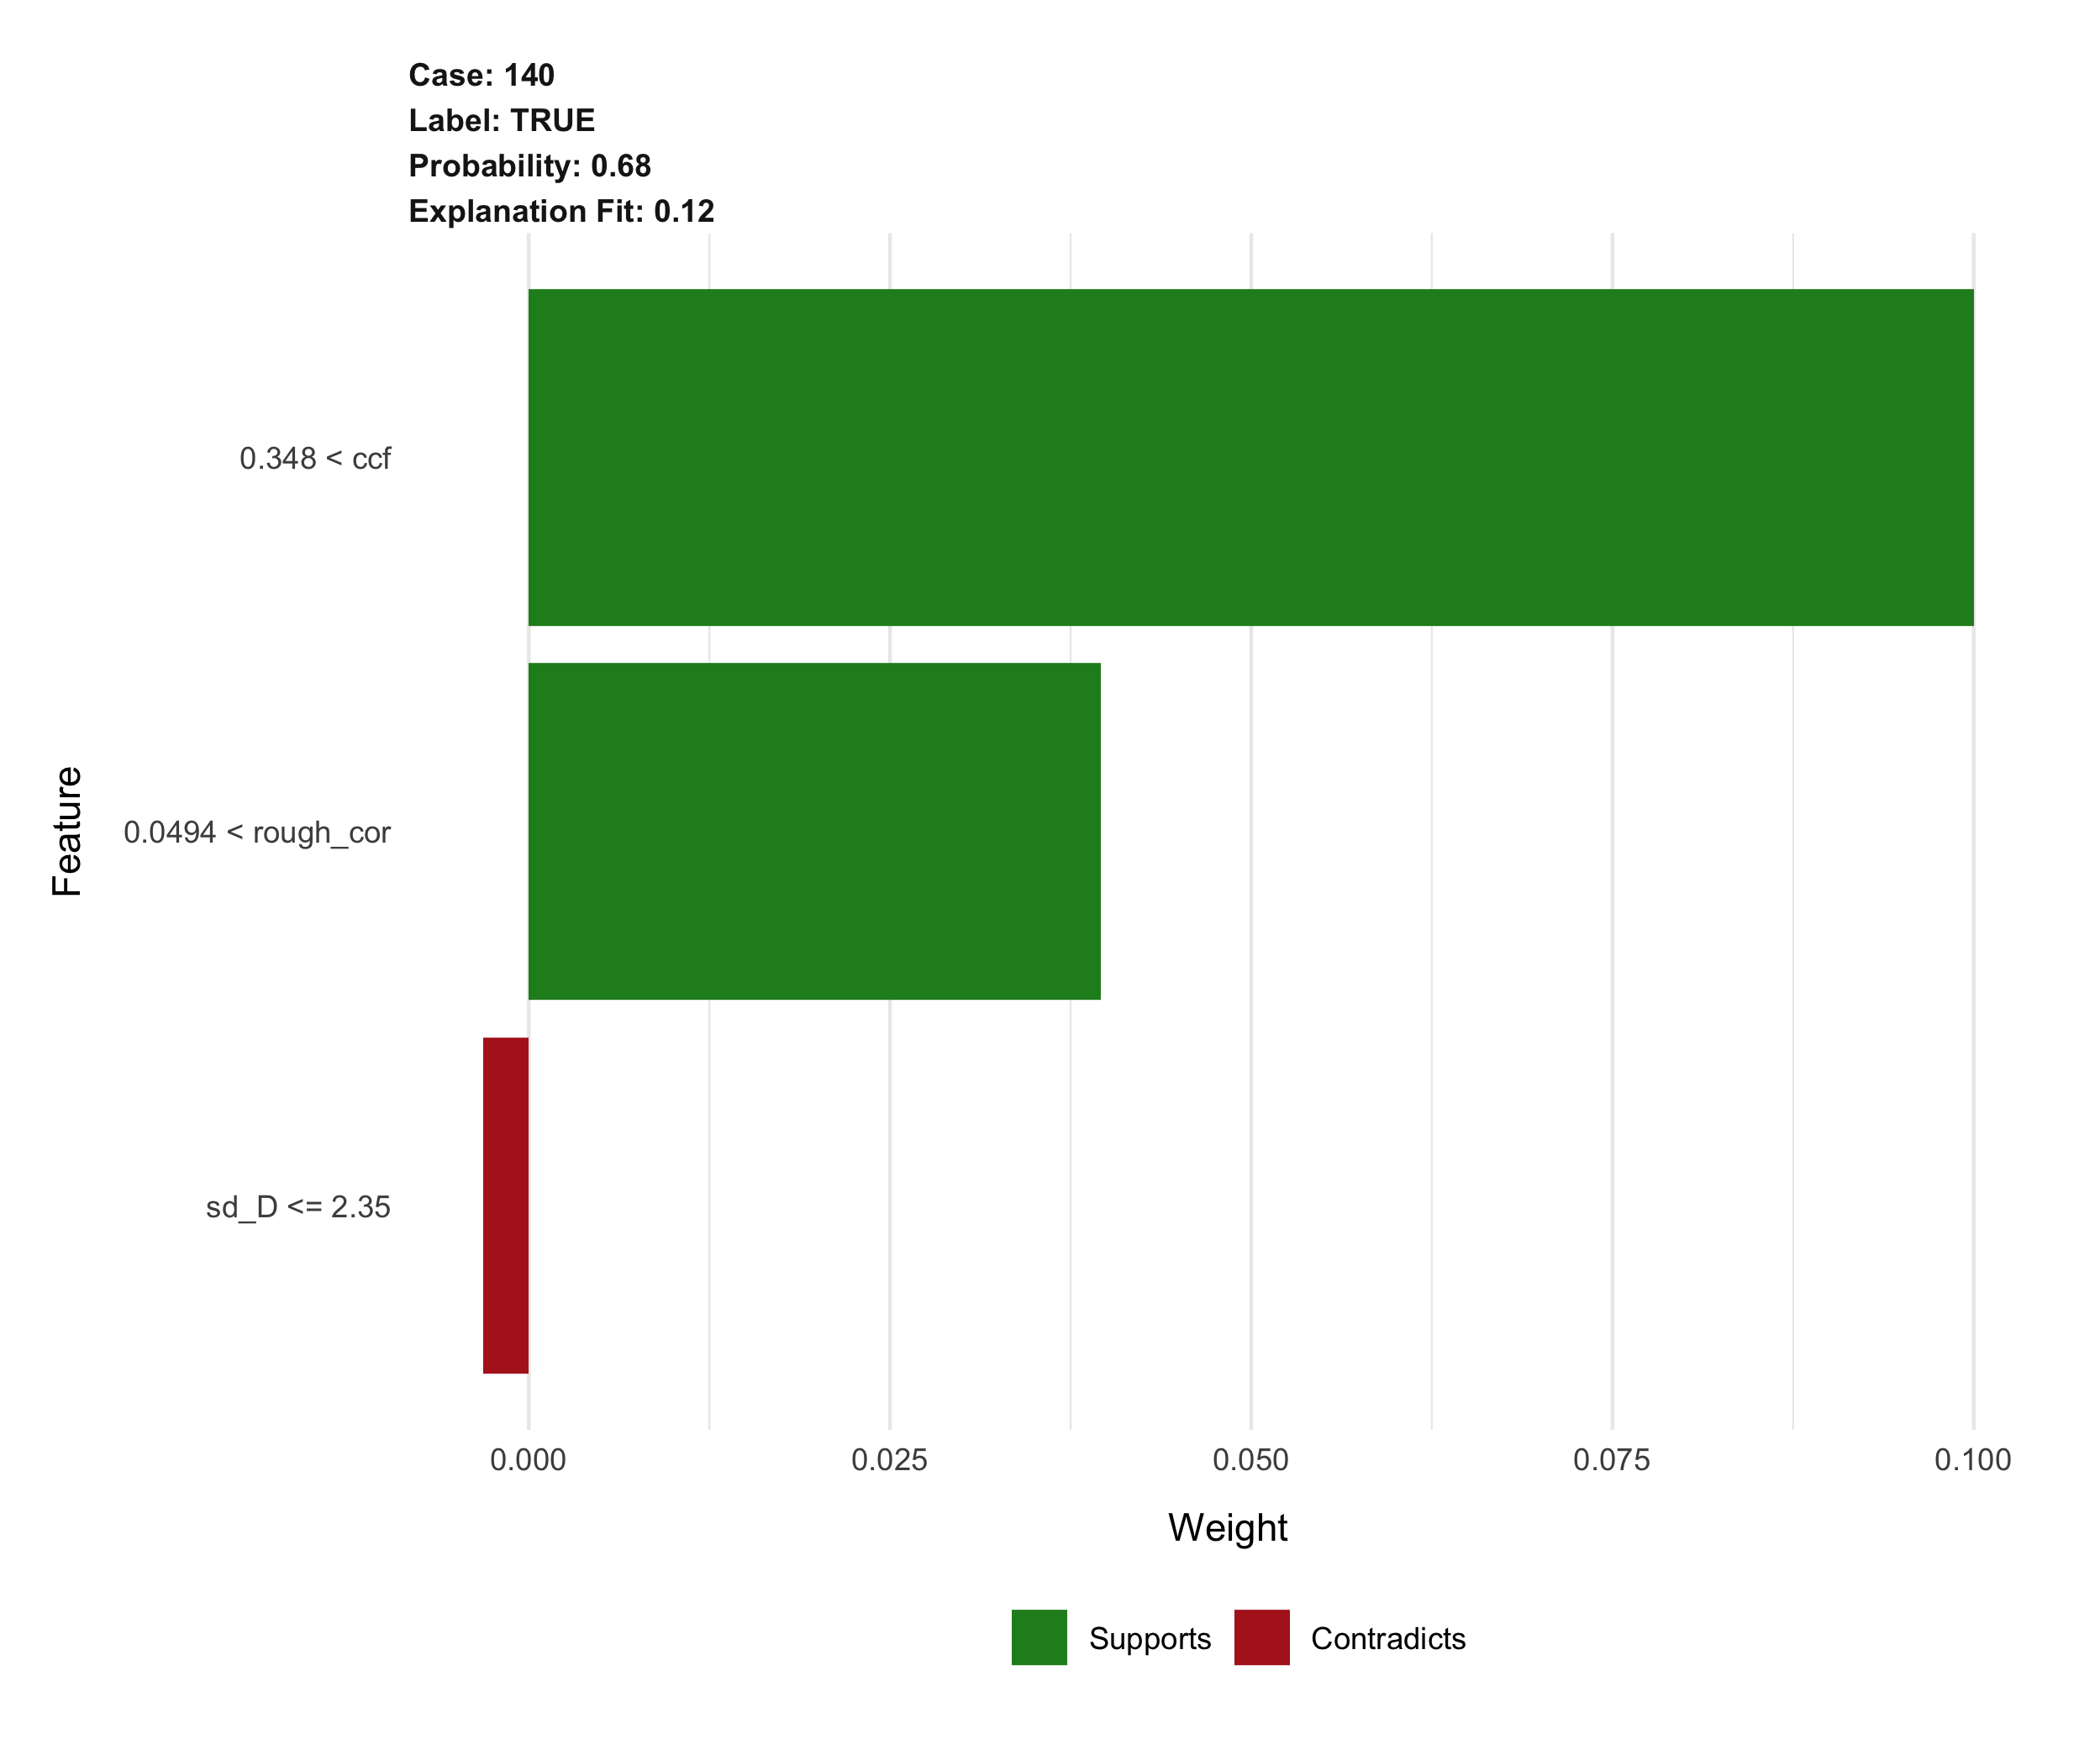 Case: 140
Label: TRUE
Probability: 0.68
Explanation Fit: 0.12
0.348 < ccf
0.0494 < rough_cor
sd_D <= 2.35
Feature
0.000 0.025 0.050 0.075 0.100
Weight
Supports Contradicts